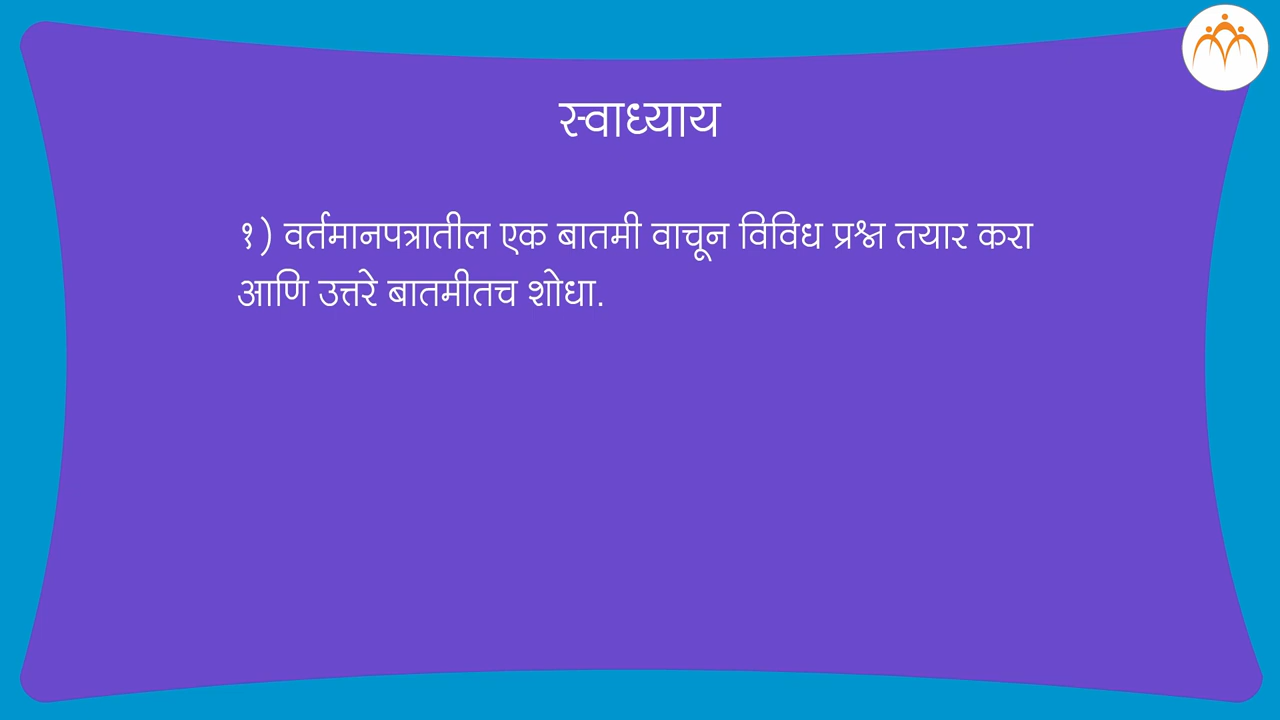 स्वाध्याय
१) वर्तमानपत्रातील एक बातमी वाचून विविध प्रश्न तयार करा
आणि उत्तरे बातमीतच शोधा.